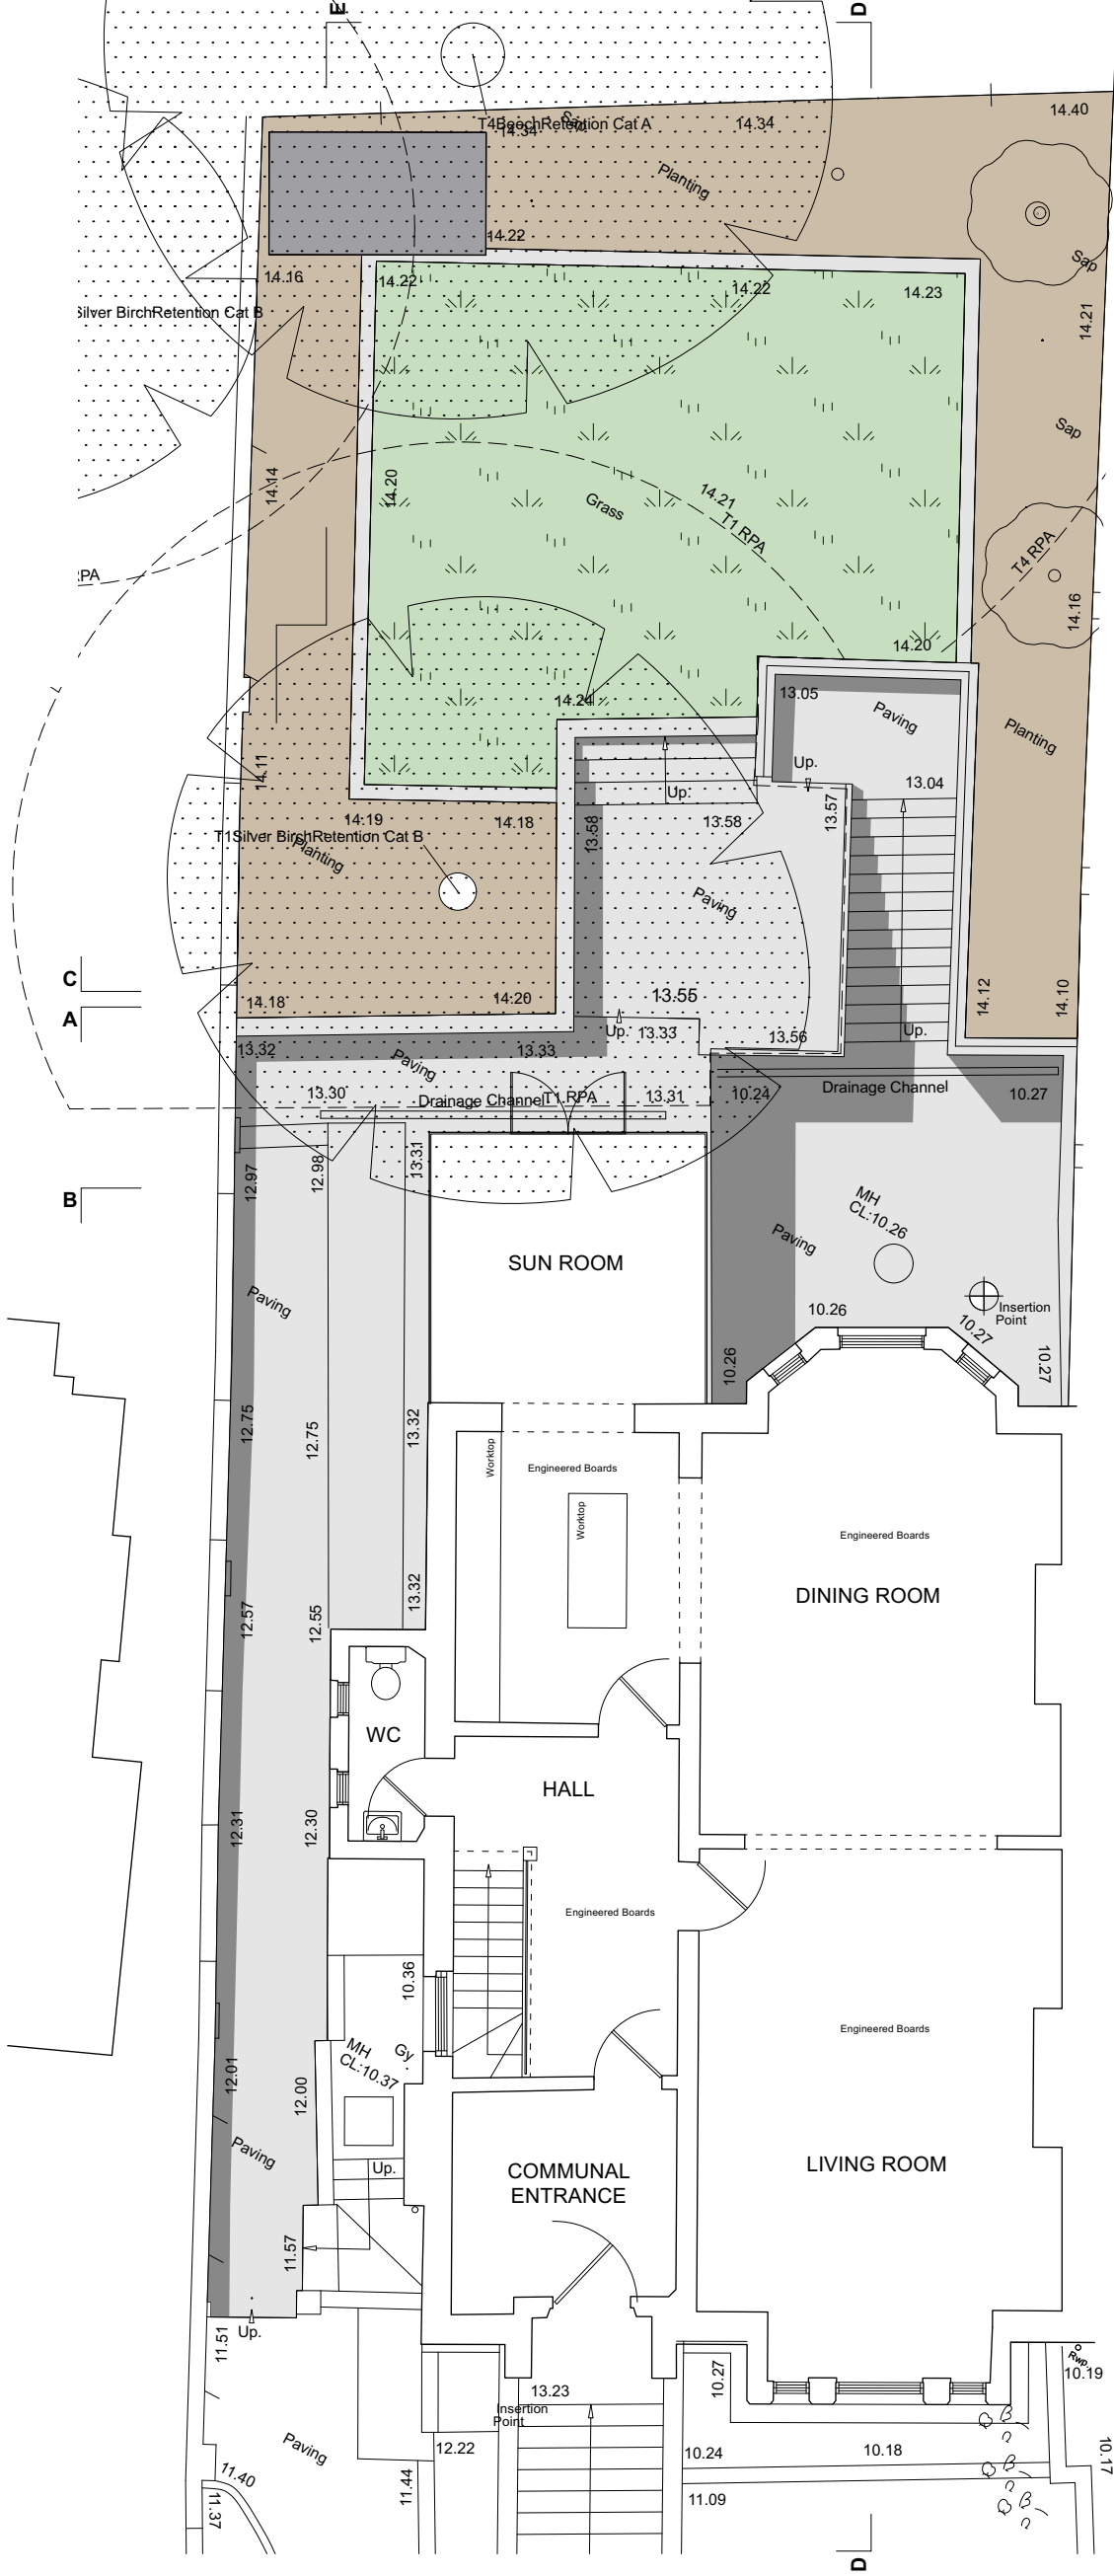 E
D
T4BeechRetention Cat A
14.34
Sap
14.34
14.40
Planting
14.22
14.16
14.22
14.22
14.23
Sap
Silver BirchRetention Cat B
14.21
Sap
14.14
14.20
14.21
Grass
T1 RPA
T4 RPA
RPA
14.16
14.20
14.24
13.05
Paving
Planting
Up.
14.11
Up.
13.04
14.19
14.18
13.58
13.58
13.57
T1Silver BirchRetention Cat B
Planting
Paving
C
A
14.18
14.20
13.55
14.12
14.10
Up.
13.33
13.56
Up.
13.32
Paving
13.33
13.30
Drainage Channel
T1 RPA
13.31
10.24
Drainage Channel
10.27
B
12.97
12.98
13.31
MH
CL:10.26
Paving
SUN ROOM
Paving
10.26
Insertion
Point
10.27
10.26
10.27
12.75
12.75
13.32
Worktop
Engineered Boards
Worktop
Engineered Boards
DINING ROOM
13.32
12.57
12.55
WC
HALL
12.31
12.30
Engineered Boards
10.36
MH
CL:10.37
Gy.
Engineered Boards
12.01
12.00
Paving
Up.
COMMUNAL
ENTRANCE
LIVING ROOM
11.57
11.51
Up.
Rwp.
10.19
13.23
10.27
Insertion
Point
Paving
12.22
10.24
10.18
10.17
11.40
11.37
11.44
11.09
D